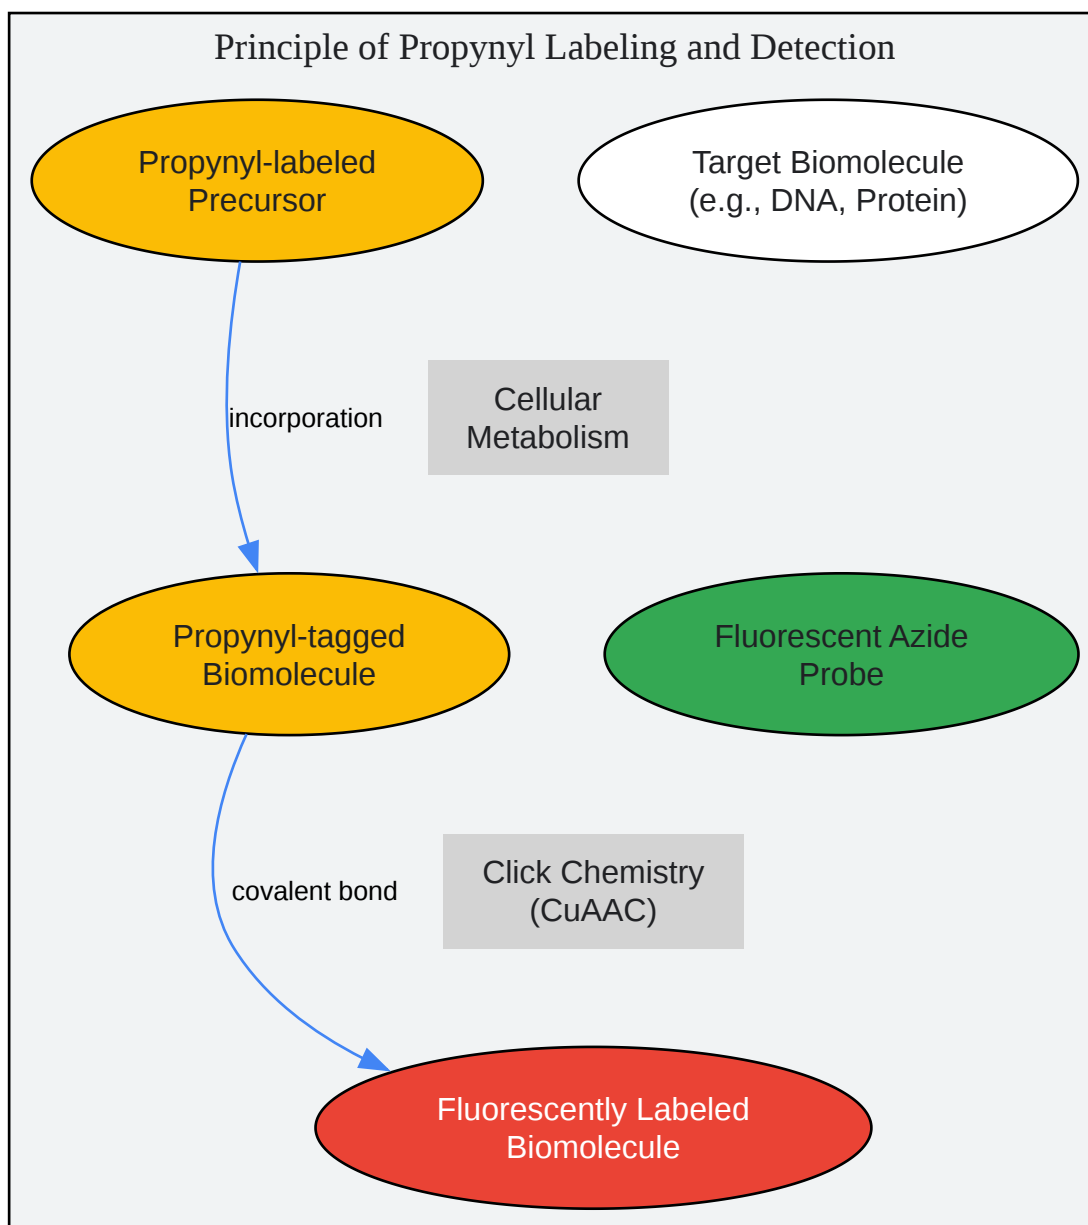 Principle of Propynyl Labeling and Detection
Propynyl-labeled
Precursor
Target Biomolecule
(e.g., DNA, Protein)
incorporation
Cellular
Metabolism
Propynyl-tagged
Biomolecule
Fluorescent Azide
Probe
covalent bond
Click Chemistry
(CuAAC)
Fluorescently Labeled
Biomolecule